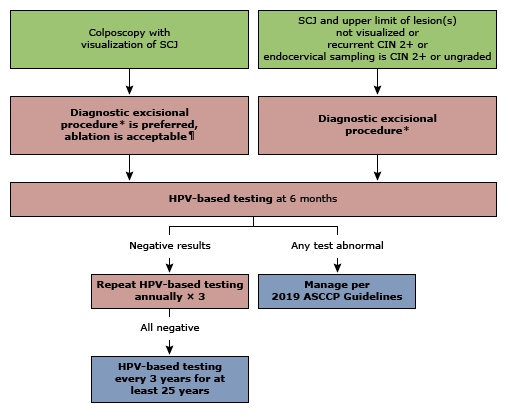 Colposcopy with
visualization of SCJ
SCJ and upper limit of lesion(s)
not visualized or
recurrent CIN 2+ or
endocervical sampling is CIN 2+ or ungraded
Diagnostic excisional
procedure* is preferred,
ablation is acceptable¶
Diagnostic excisional
procedure*
HPV-based testing at 6 months
Negative results
Any test abnormal
Repeat HPV-based testing
annually × 3
Manage per
2019 ASCCP Guidelines
All negative
HPV-based testing
every 3 years for at
least 25 years